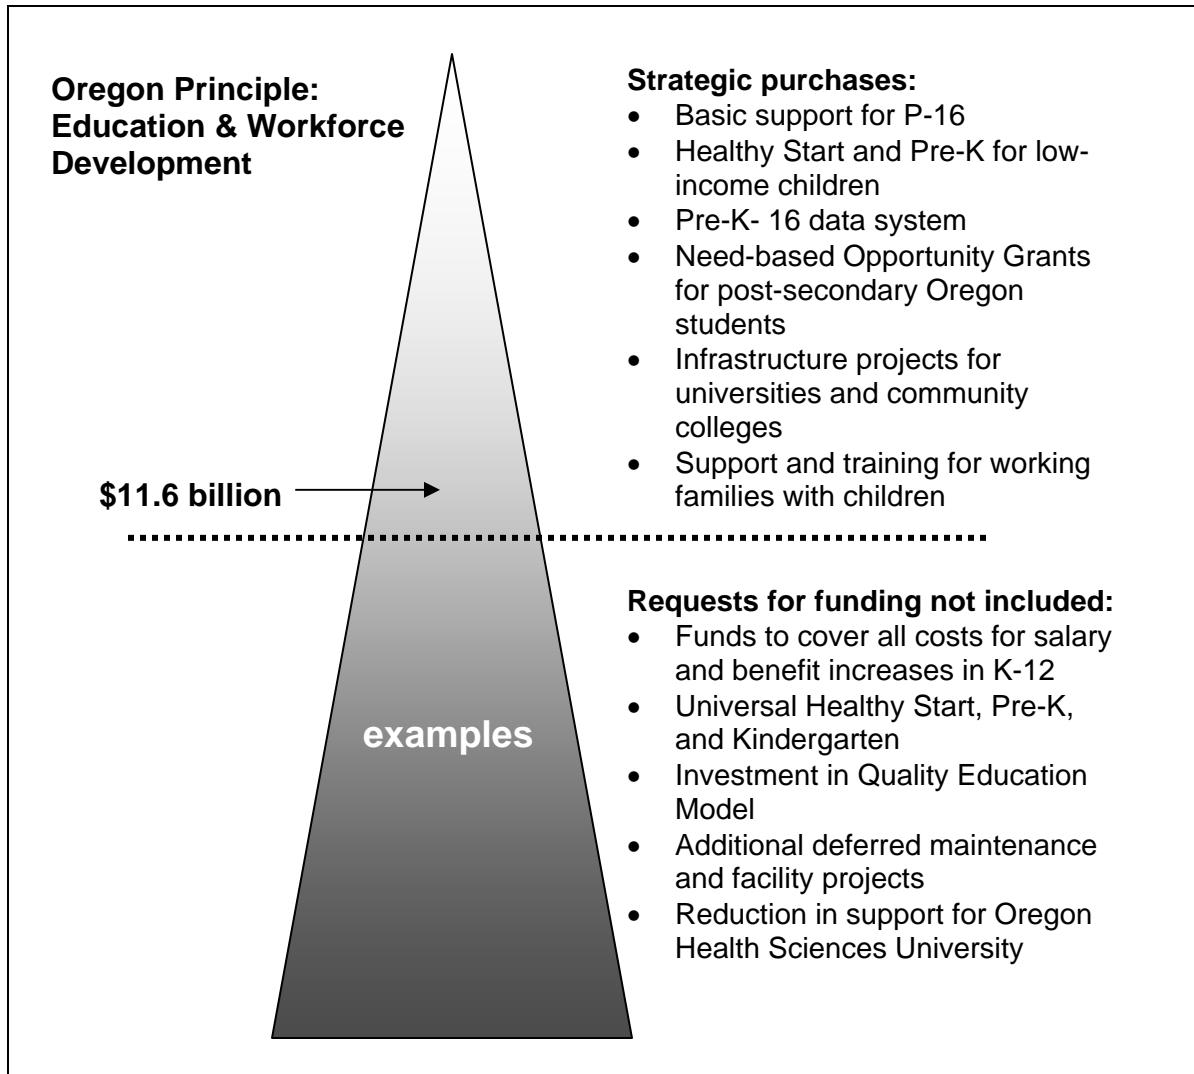 Oregon Principle:
Education & Workforce
Development
Strategic purchases:
• Basic support for P-16
• Healthy Start and Pre-K for low-
income children
• Pre-K- 16 data system
• Need-based Opportunity Grants
for post-secondary Oregon
students
• Infrastructure projects for
universities and community
colleges
• Support and training for working
families with children
$11.6 billion
Requests for funding not included:
• Funds to cover all costs for salary
and benefit increases in K-12
• Universal Healthy Start, Pre-K,
and Kindergarten
• Investment in Quality Education
Model
• Additional deferred maintenance
and facility projects
• Reduction in support for Oregon
Health Sciences University
examples